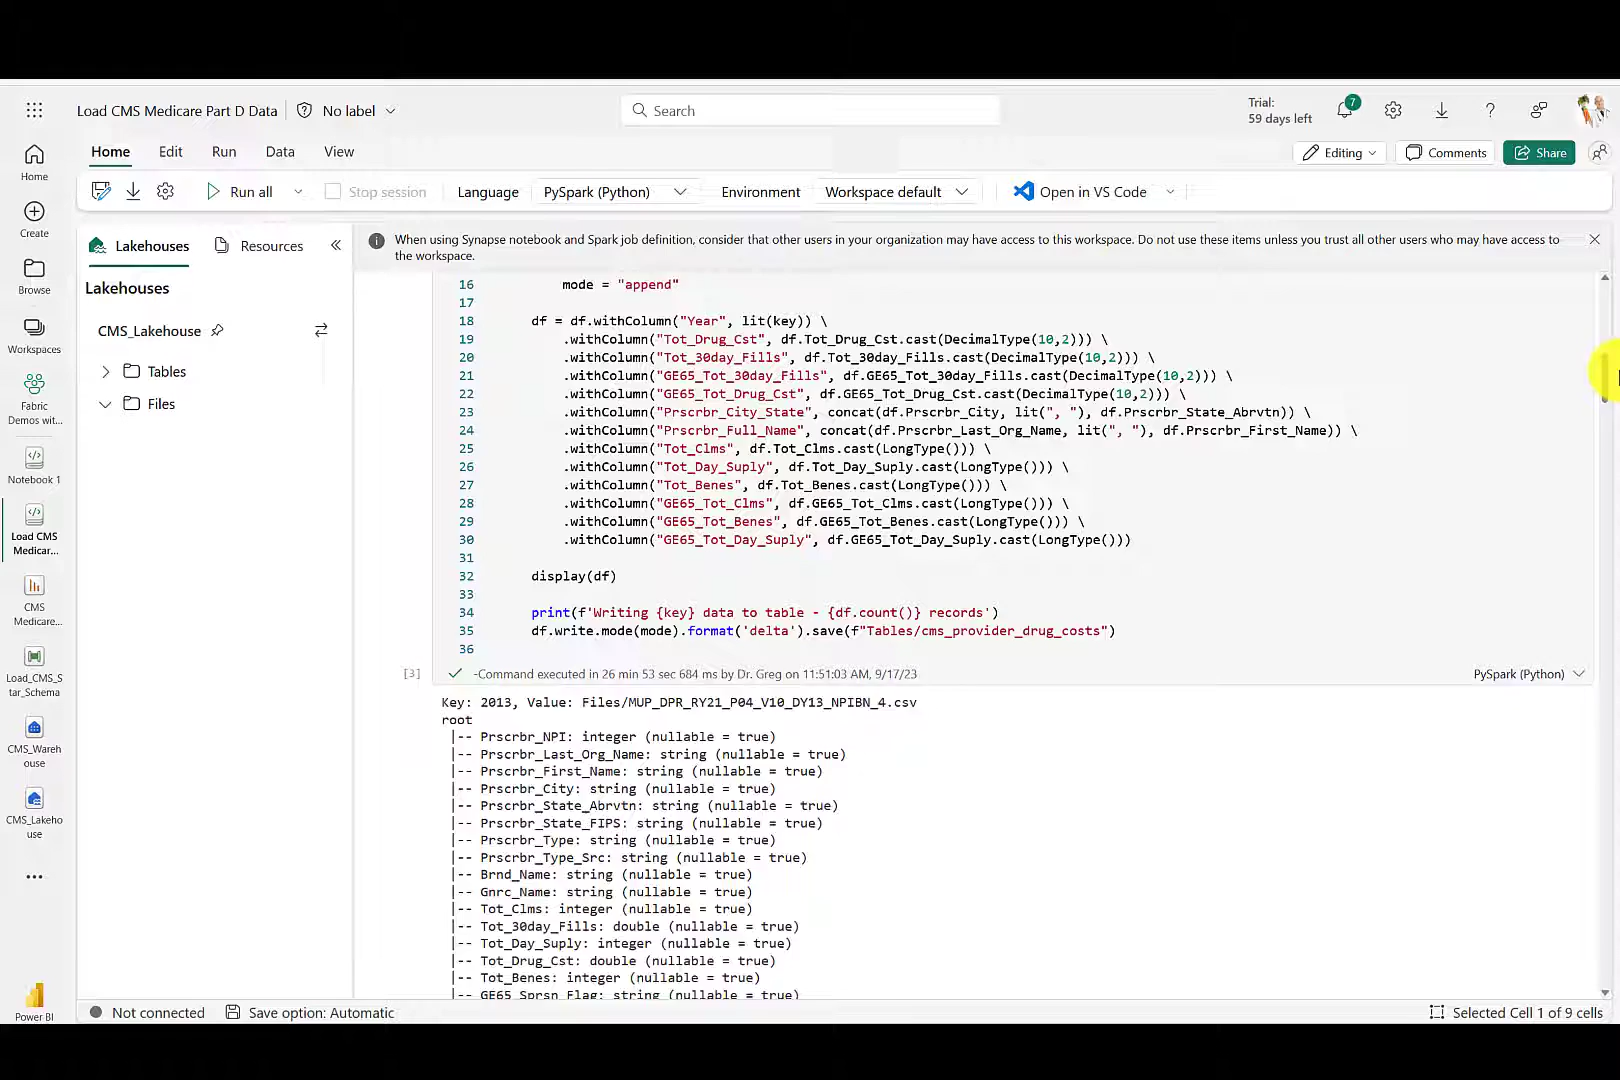 Load CMS Medicare Part D Data
No label
Search
Trial:
59 days left
7
Home Edit Run Data View
Editing
Comments
Share
Run all
Stop session
Language
PySpark (Python)
Environment
Workspace default
Open in VS Code
Home
Create
Browse
Workspaces
Fabric
Demos wit...
Notebook 1
Load CMS
Medicar...
CMS
Medicare...
Load_CMS_S
tar_Schema
CMS_Wareh
ouse
CMS_Lakeho
use
Power BI
Lakehouses Resources
Lakehouses
CMS_Lakehouse
Tables
Files
When using Synapse notebook and Spark job definition, consider that other users in your organization may have access to this workspace. Do not use these items unless you trust all other users who may have access to
the workspace.
16 mode = "append"
17
18 df = df.withColumn("Year", lit(key)) \
19 .withColumn("Tot_Drug_Cst", df.Tot_Drug_Cst.cast(DecimalType(10,2))) \
20 .withColumn("Tot_30day_Fills", df.Tot_30day_Fills.cast(DecimalType(10,2))) \
21 .withColumn("GE65_Tot_30day_Fills", df.GE65_Tot_30day_Fills.cast(DecimalType(10,2))) \
22 .withColumn("GE65_Tot_Drug_Cst", df.GE65_Tot_Drug_Cst.cast(DecimalType(10,2))) \
23 .withColumn("Prscrbr_City_State", concat(df.Prscrbr_City, lit(", "), df.Prscrbr_State_Abrvtn)) \
24 .withColumn("Prscrbr_Full_Name", concat(df.Prscrbr_Last_Org_Name, lit(", "), df.Prscrbr_First_Name)) \
25 .withColumn("Tot_Clms", df.Tot_Clms.cast(LongType())) \
26 .withColumn("Tot_Day_Suply", df.Tot_Day_Suply.cast(LongType())) \
27 .withColumn("Tot_Benes", df.Tot_Benes.cast(LongType())) \
28 .withColumn("GE65_Tot_Clms", df.GE65_Tot_Clms.cast(LongType())) \
29 .withColumn("GE65_Tot_Benes", df.GE65_Tot_Benes.cast(LongType())) \
30 .withColumn("GE65_Tot_Day_Suply", df.GE65_Tot_Day_Suply.cast(LongType()))
31
32 display(df)
33
34 print(f'Writing {key} data to table - {df.count()} records')
35 df.write.mode(mode).format('delta').save(f"Tables/cms_provider_drug_costs")
36
[3] -Command executed in 26 min 53 sec 684 ms by Dr. Greg on 11:51:03 AM, 9/17/23
PySpark (Python)
Key: 2013, Value: Files/MUP_DPR_RY21_P04_V10_DY13_NPIBN_4.csv
root
|-- Prscrbr_NPI: integer (nullable = true)
|-- Prscrbr_Last_Org_Name: string (nullable = true)
|-- Prscrbr_First_Name: string (nullable = true)
|-- Prscrbr_City: string (nullable = true)
|-- Prscrbr_State_Abrvtn: string (nullable = true)
|-- Prscrbr_State_FIPS: string (nullable = true)
|-- Prscrbr_Type: string (nullable = true)
|-- Prscrbr_Type_Src: string (nullable = true)
|-- Brnd_Name: string (nullable = true)
|-- Gnrc_Name: string (nullable = true)
|-- Tot_Clms: integer (nullable = true)
|-- Tot_30day_Fills: double (nullable = true)
|-- Tot_Day_Suply: integer (nullable = true)
|-- Tot_Drug_Cst: double (nullable = true)
|-- Tot_Benes: integer (nullable = true)
|-- GE65_Sprsn_Flag: string (nullable = true)
Not connected
Save option: Automatic
Selected Cell 1 of 9 cells